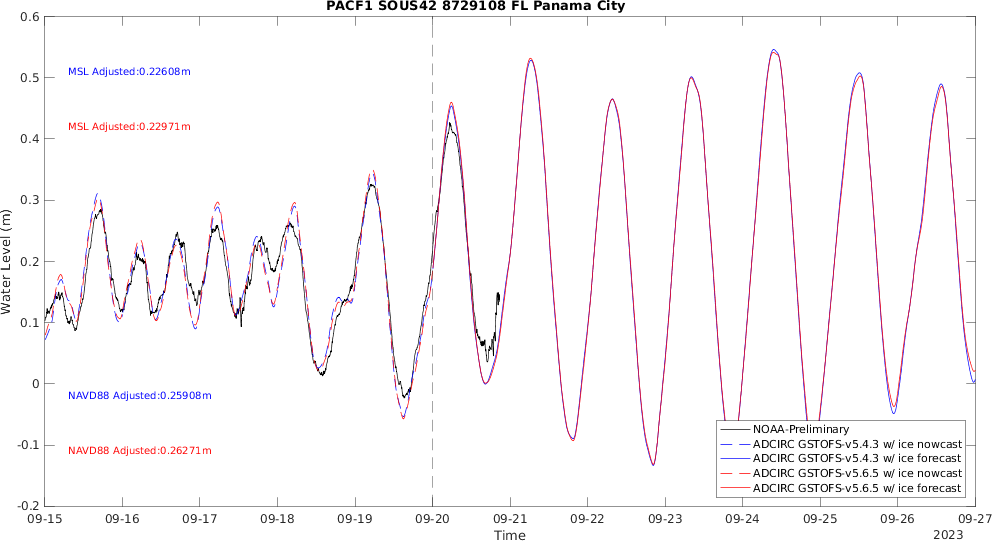 PACF1 SOUS42 8729108 FL Panama City
0.6
0.5
0.4
0.3
0.2
0.1
0
-0.1
-0.2
Water Level (m)
MSL Adjusted:0.22608m
MSL Adjusted:0.22971m
NAVD88 Adjusted:0.25908m
NAVD88 Adjusted:0.26271m
NOAA-Preliminary
ADCIRC GSTOFS-v5.4.3 w/ ice nowcast
ADCIRC GSTOFS-v5.4.3 w/ ice forecast
ADCIRC GSTOFS-v5.6.5 w/ ice nowcast
ADCIRC GSTOFS-v5.6.5 w/ ice forecast
09-15 09-16 09-17 09-18 09-19 09-20 09-21 09-22 09-23 09-24 09-25 09-26 09-27
Time
2023